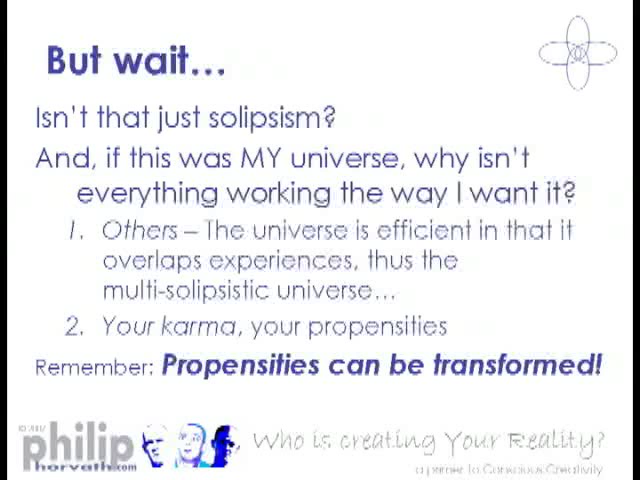 But wait…
Isn't that just solipsism?
And, if this was MY universe, why isn't
everything working the way I want it?
1. Others – The universe is efficient in that it
overlaps experiences, thus the
multi-solipsistic universe…
2. Your karma, your propensities
Remember: Propensities can be transformed!
philip
horvath.com
Who is creating Your Reality?
a primer to Conscious Creativity